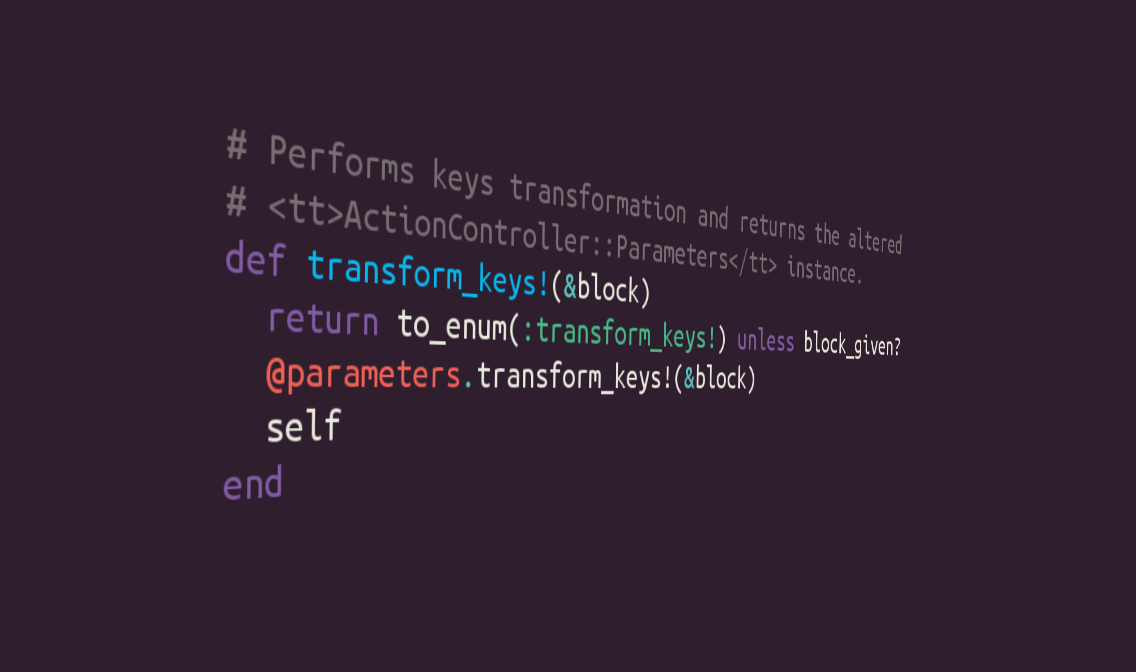 # Performs keys transformation and returns the altered
# <tt>ActionController::Parameters</tt> instance.
def transform_keys!(&block)
  return to_enum(:transform_keys!) unless block_given?
  @parameters.transform_keys!(&block)
  self
end